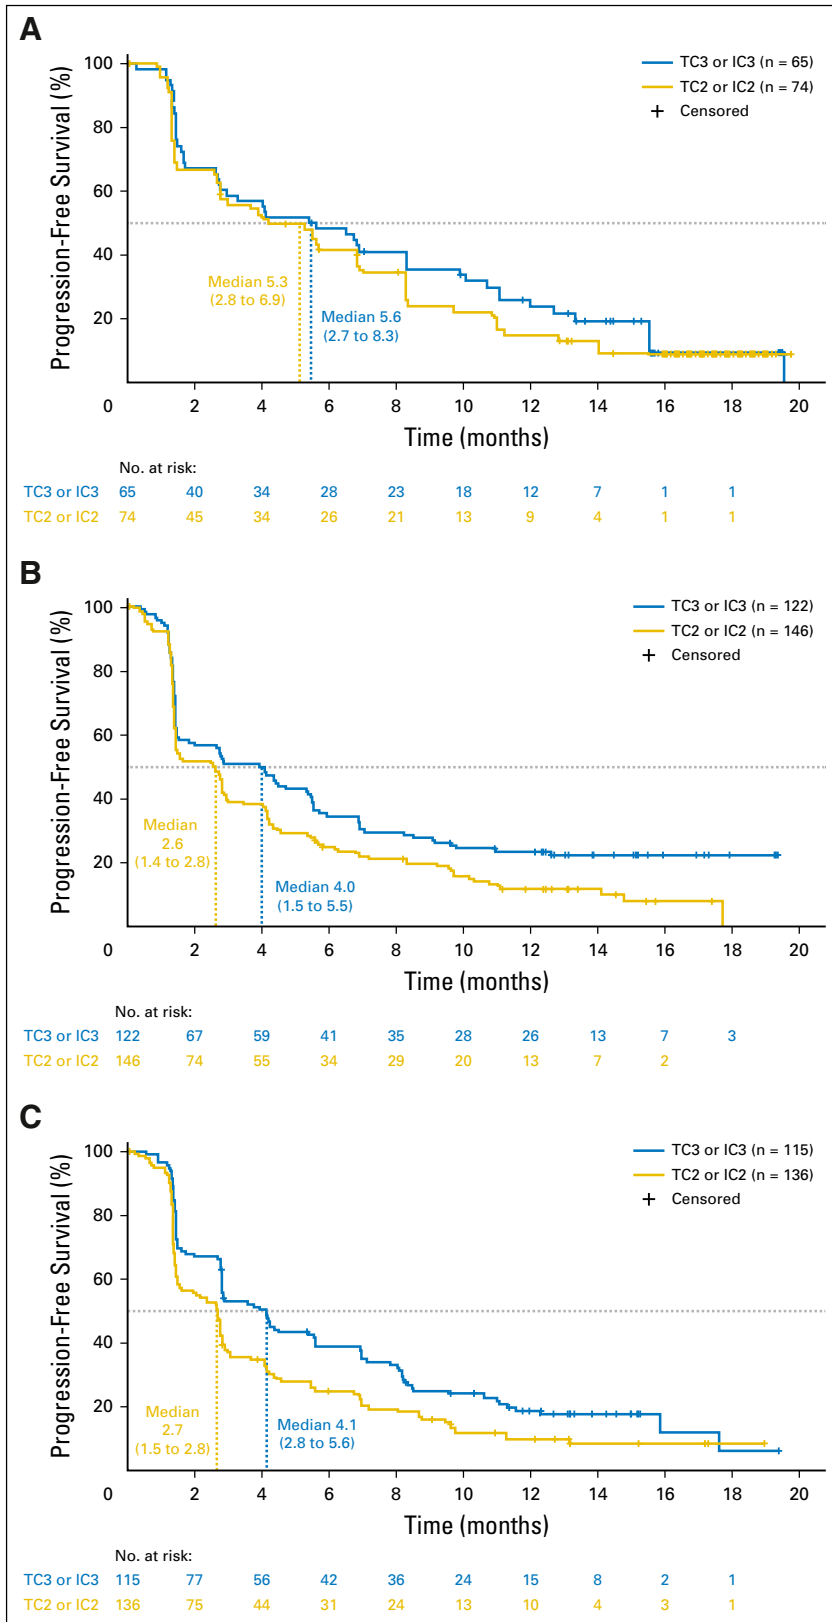 A
Progression-Free Survival (%)
100
80
60
40
20
TC3 or IC3 (n = 65)
TC2 or IC2 (n = 74)
Censored
Median 5.3
(2.8 to 6.9)
Median 5.6
(2.7 to 8.3)
0 2 4 6 8 10 12 14 16 18 20
Time (months)
No. at risk:
TC3 or IC3 65 40 34 28 23 18 12 7 1 1
TC2 or IC2 74 45 34 26 21 13 9 4 1 1
B
Progression-Free Survival (%)
100
80
60
40
20
TC3 or IC3 (n = 122)
TC2 or IC2 (n = 146)
Censored
Median
2.6
(1.4 to 2.8)
Median 4.0
(1.5 to 5.5)
0 2 4 6 8 10 12 14 16 18 20
Time (months)
No. at risk:
TC3 or IC3 122 67 59 41 35 28 26 13 7 3
TC2 or IC2 146 74 55 34 29 20 13 7 2
C
Progression-Free Survival (%)
100
80
60
40
20
TC3 or IC3 (n = 115)
TC2 or IC2 (n = 136)
Censored
Median
2.7
(1.5 to 2.8)
Median 4.1
(2.8 to 5.6)
0 2 4 6 8 10 12 14 16 18 20
Time (months)
No. at risk:
TC3 or IC3 115 77 56 42 36 24 15 8 2 1
TC2 or IC2 136 75 44 31 24 13 10 4 3 1